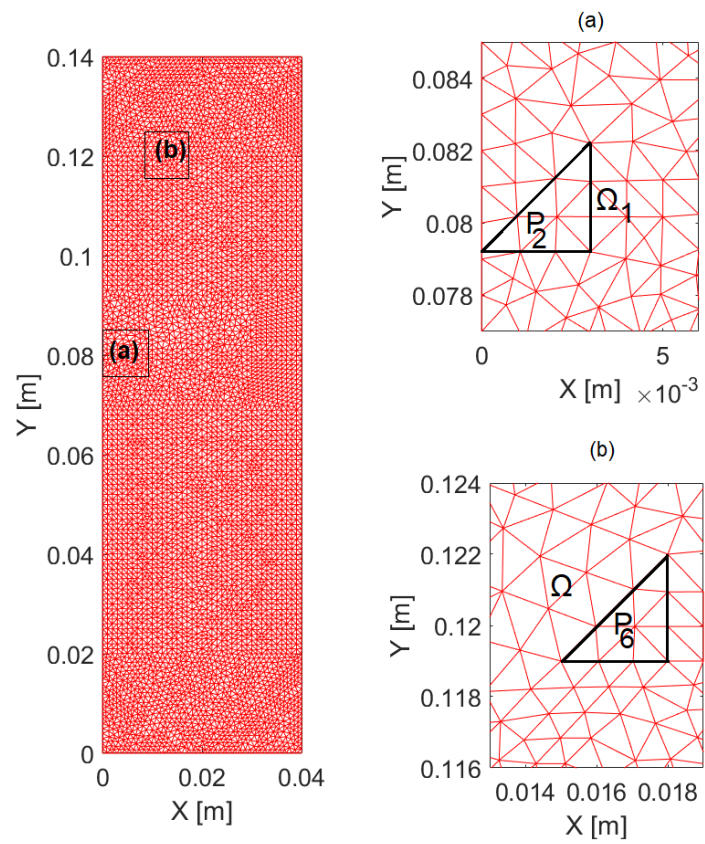 0.14
0.12
0.1
0.08
0.06
0.04
0.02
0
Y [m]
0
0.02
0.04
X [m]
(b)
(a)
(a)
0.084
0.082
0.08
0.078
Y [m]
P2
Ω1
0
5
X [m]
×10-3
(b)
0.124
0.122
0.12
0.118
0.116
Y [m]
Ω
P6
0.014
0.016
0.018
X [m]